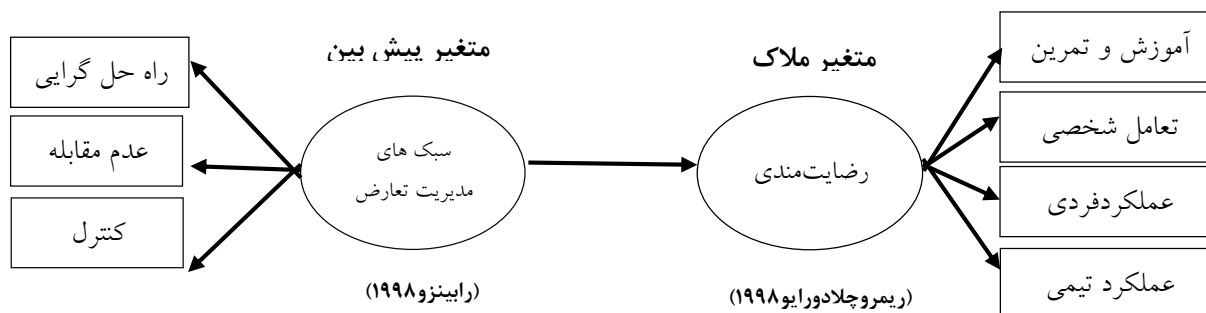 متغیر پیش بین
متغیر ملاک
راه حل گرایی
عدم مقابله
کنترل
سبک های
مدیریت تعارض
رضایت‌مندی
آموزش و تمرین
تعامل شخصی
عملکردفردی
عملکرد تیمی
(رابینزو۱۹۹۸)
(ریمروچلادورایو۱۹۹۸)